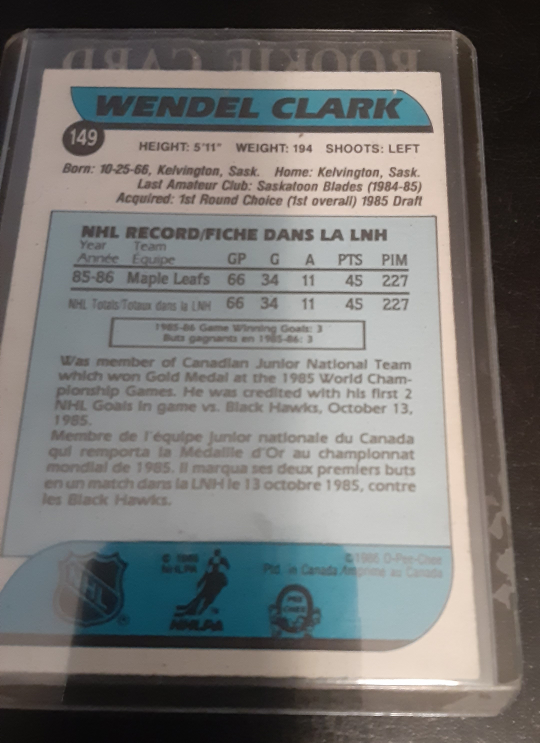 ROOKIE CARD
WENDEL CLARK
149
HEIGHT: 5'11" WEIGHT: 194 SHOOTS: LEFT
Born: 10-25-66, Kelvington, Sask. Home: Kelvington, Sask.
Last Amateur Club: Saskatoon Blades (1984-85)
Acquired: 1st Round Choice (1st overall) 1985 Draft
NHL RECORD/FICHE DANS LA LNH
Year Team
Année Équipe GP G A PTS PIM
85-86 Maple Leafs 66 34 11 45 227
NHL Totals/Totaux dans la LNH 66 34 11 45 227
1985-86 Game Winning Goals: 3
Buts gagnants en 1985-86: 3
Was member of Canadian Junior National Team
which won Gold Medal at the 1985 World Cham-
pionship Games. He was credited with his first 2
NHL Goals in game vs. Black Hawks, October 13,
1985.
Membre de l'équipe junior nationale du Canada
qui remporta la Médaille d'Or au championnat
mondial de 1985. Il marqua ses deux premiers buts
en un match dans la LNH le 13 octobre 1985, contre
les Black Hawks.
NHL
®
© 1986
NHLPA
NHLPA
O-PEE-CHEE
© 1986 O-Pee-Chee
Ptd. in Canada/Imprimé au Canada